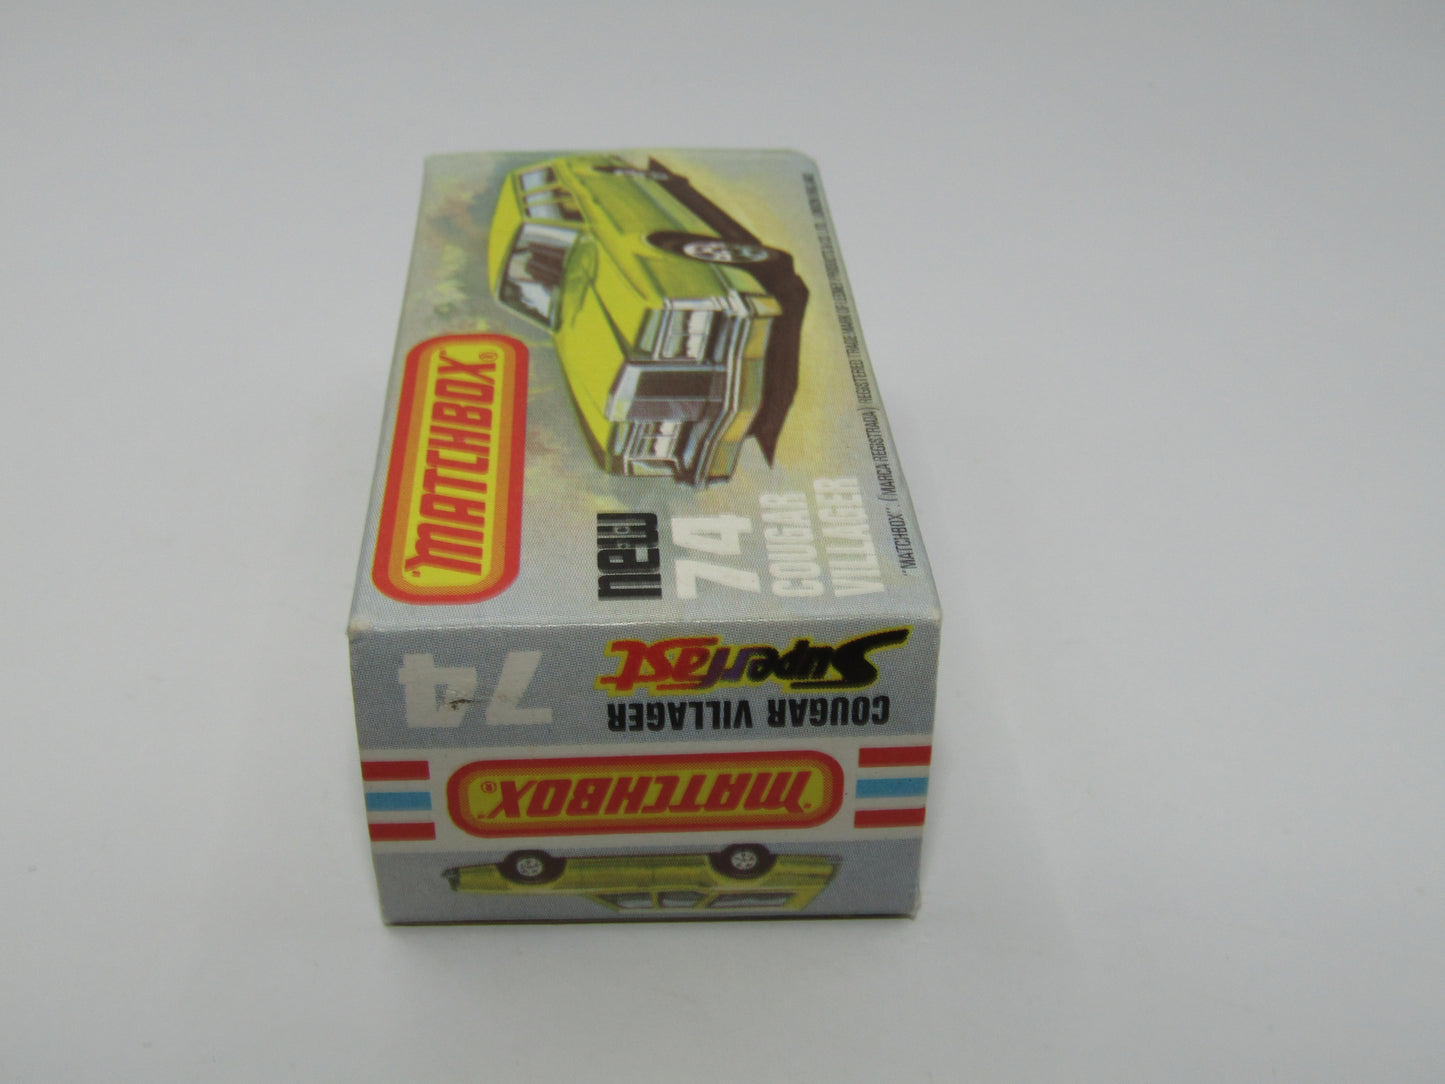 "MATCHBOX"®
new
74
COUGAR
VILLAGER
"MATCHBOX" (MARCA REGISTRADA) REGISTERED TRADE MARK OF LESNEY PRODUCTS & CO. LTD. LONDON ENGLAND
Superfast
COUGAR VILLAGER
74
"MATCHBOX"®